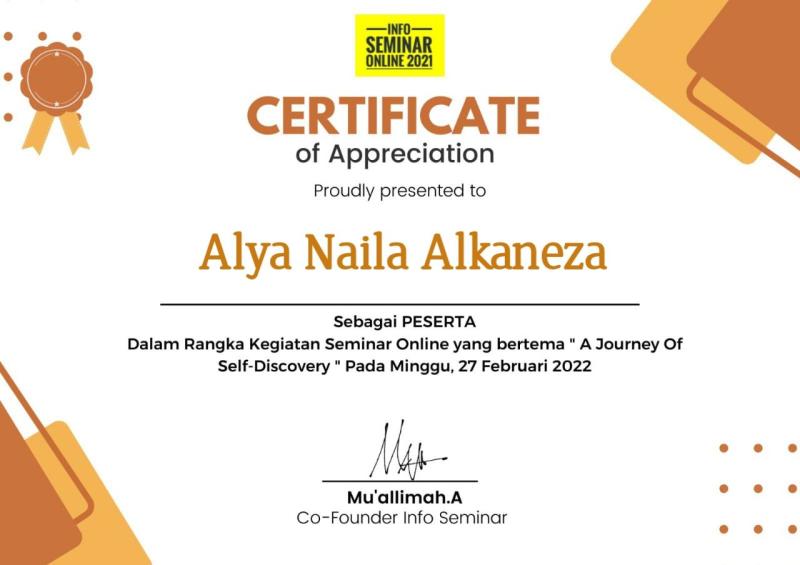 INFO
SEMINAR
ONLINE 2021
CERTIFICATE
of Appreciation
Proudly presented to
Alya Naila Alkaneza
Sebagai PESERTA
Dalam Rangka Kegiatan Seminar Online yang bertema " A Journey Of
Self-Discovery " Pada Minggu, 27 Februari 2022
Mu'allimah.A
Co-Founder Info Seminar